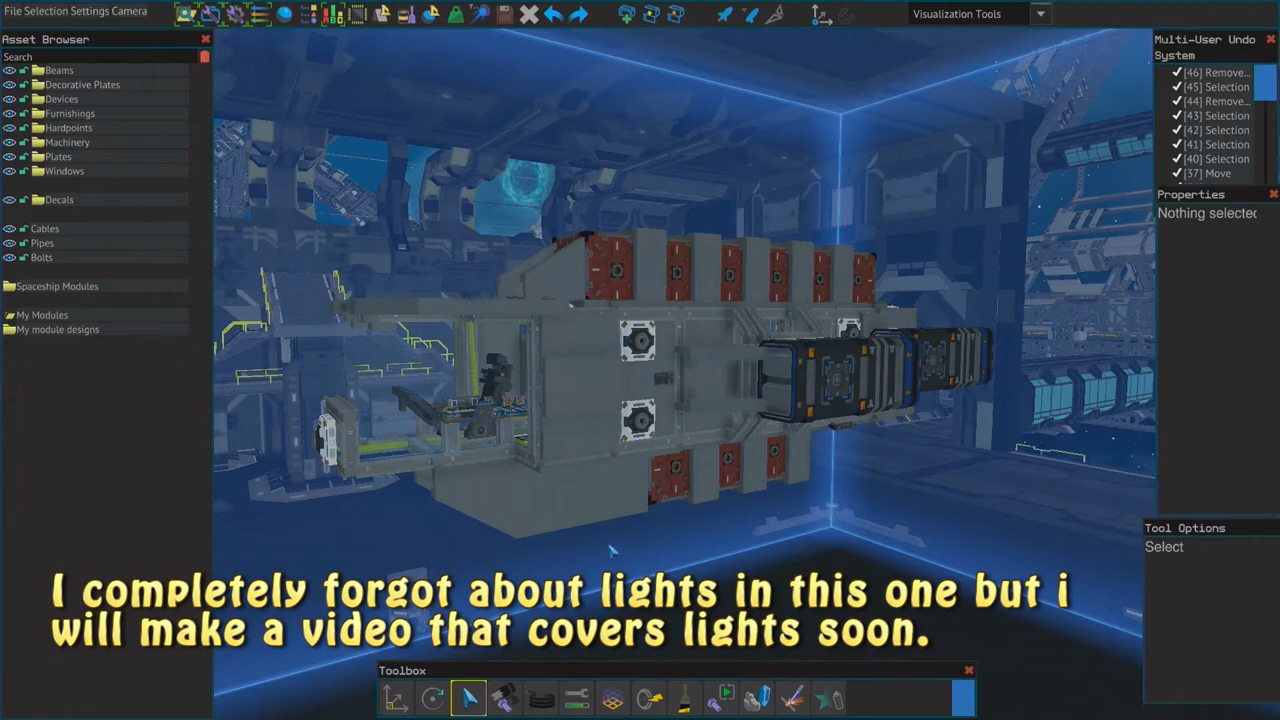 File Selection Settings Camera
Visualization Tools
Asset Browser
Search
Beams
Decorative Plates
Devices
Furnishings
Hardpoints
Machinery
Plates
Windows
Decals
Cables
Pipes
Bolts
Spaceship Modules
My Modules
My module designs
Multi-User Undo
System
[46] Remove...
[45] Selection
[44] Remove...
[43] Selection
[42] Selection
[41] Selection
[40] Selection
[37] Move
Properties
Nothing selected
Tool Options
Select
I completely forgot about lights in this one but i
will make a video that covers lights soon.
Toolbox